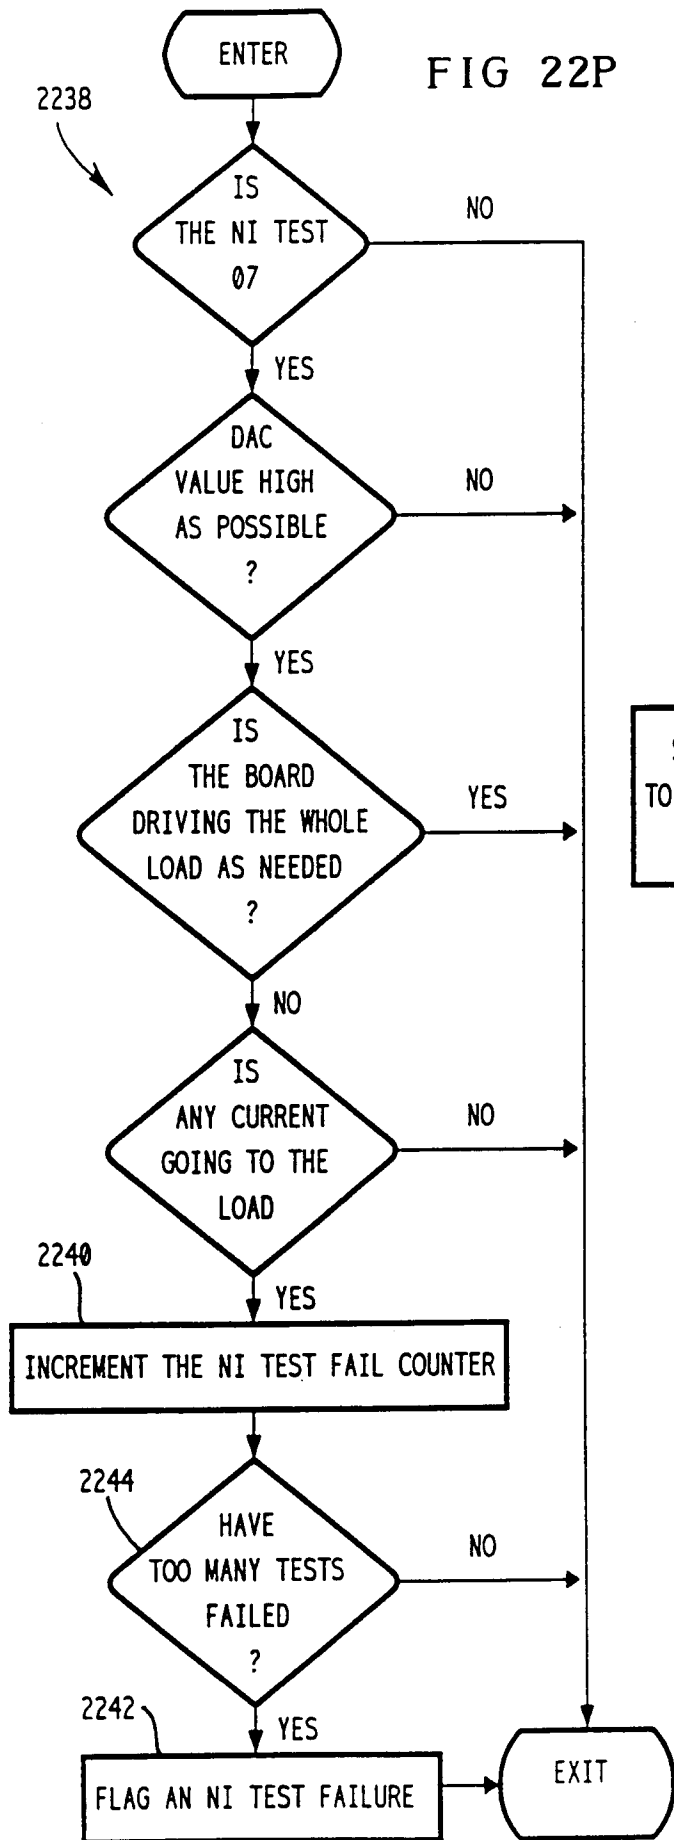 ENTER
FIG 22P
2238
IS
THE NI TEST
07
NO
YES
DAC
VALUE HIGH
AS POSSIBLE
?
NO
YES
IS
THE BOARD
DRIVING THE WHOLE
LOAD AS NEEDED
?
YES
NO
TO
IS
ANY CURRENT
GOING TO THE
LOAD
NO
YES
2240
INCREMENT THE NI TEST FAIL COUNTER
2244
HAVE
TOO MANY TESTS
FAILED
?
NO
YES
2242
FLAG AN NI TEST FAILURE
EXIT